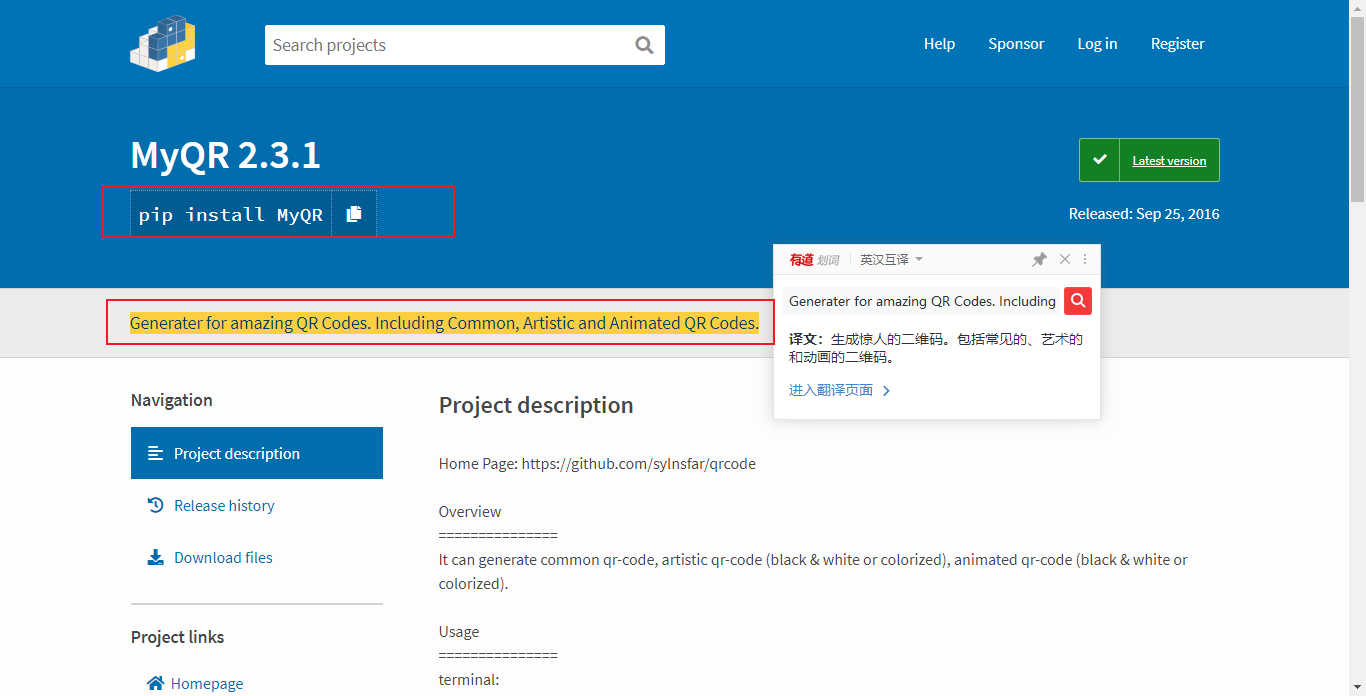 Search projects
Help Sponsor Log in Register
MyQR 2.3.1
Latest version
pip install MyQR
Released: Sep 25, 2016
有道 划词 英汉互译
Generater for amazing QR Codes. Including
译文：生成惊人的二维码。包括常见的、艺术的
和动画的二维码。
进入翻译页面
Generater for amazing QR Codes. Including Common, Artistic and Animated QR Codes.
Navigation
Project description
Release history
Download files
Project links
Homepage
Project description
Home Page: https://github.com/sylnsfar/qrcode
Overview
===============
It can generate common qr-code, artistic qr-code (black & white or colorized), animated qr-code (black & white or
colorized).
Usage
===============
terminal: